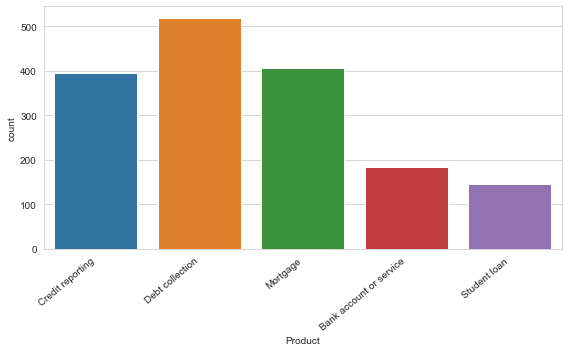 500
400
300
200
100
0
count
Credit reporting
Debt collection
Mortgage
Bank account or service
Student loan
Product